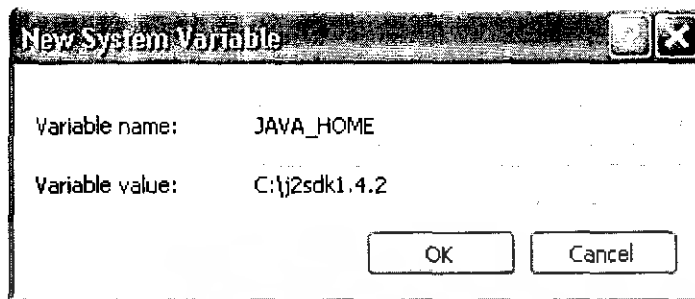 New System Variable
Variable name: JAVA_HOME
Variable value: C:\j2sdk1.4.2
OK Cancel